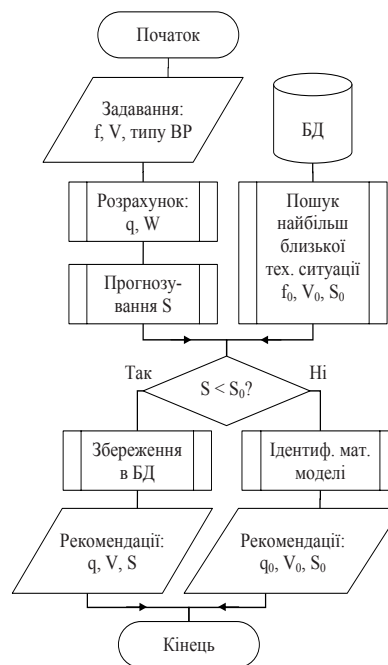 Початок
Задавання:
f, V, типу ВР
БД
Розрахунок:
q, W
Прогнозу-
вання S
Пошук
найбільш
близької
тех. ситуації
f₀, V₀, S₀
Так
Ні
S < S₀?
Збереження
в БД
Ідентиф. мат.
моделі
Рекомендації:
q, V, S
Рекомендації:
q₀, V₀, S₀
Кінець